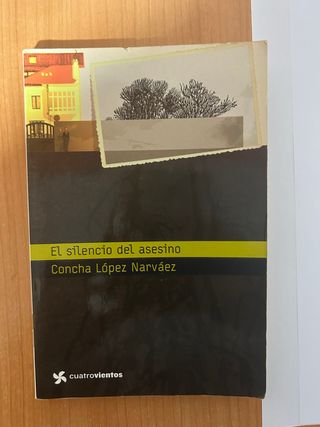 El silencio del asesino
Concha López Narváez
cuatrovientos